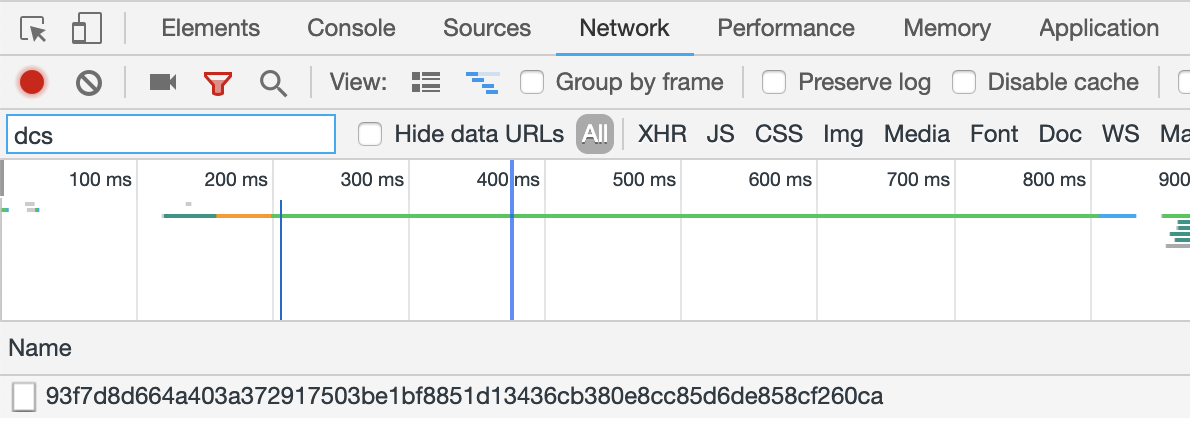 Elements Console Sources Network Performance Memory Application
View: Group by frame Preserve log Disable cache
dcs Hide data URLs All XHR JS CSS Img Media Font Doc WS Ma
100 ms 200 ms 300 ms 400 ms 500 ms 600 ms 700 ms 800 ms 900
Name
93f7d8d664a403a372917503be1bf8851d13436cb380e8cc85d6de858cf260ca